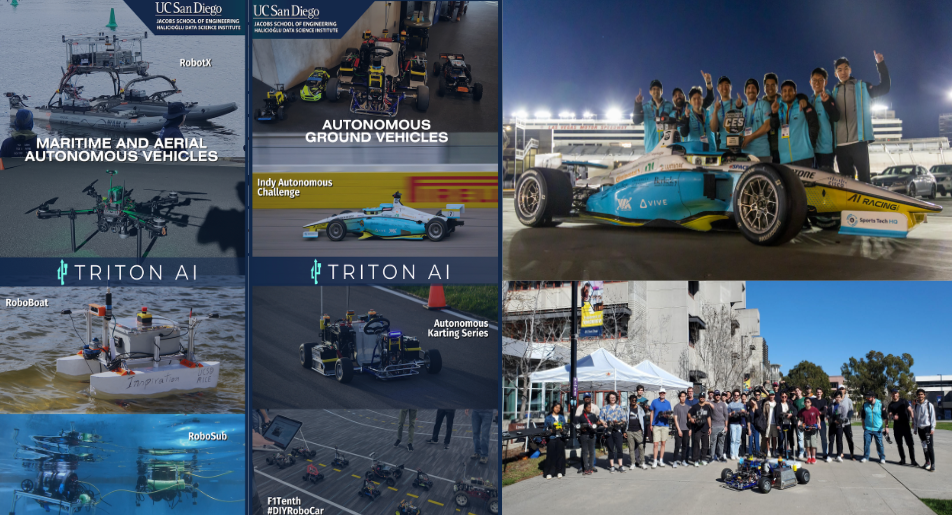 UC San Diego
JACOBS SCHOOL OF ENGINEERING
HALICIOĞLU DATA SCIENCE INSTITUTE
RobotX
MARITIME AND AERIAL
AUTONOMOUS VEHICLES
TRITON AI
RoboBoat
Inspiration
RoboSub
UC San Diego
JACOBS SCHOOL OF ENGINEERING
HALICIOĞLU DATA SCIENCE INSTITUTE
AUTONOMOUS
GROUND VEHICLES
Indy Autonomous
Challenge
TRITON AI
Autonomous
Karting Series
F1Tenth
#DIYRoboCar
CES
VIVE
AI RACING
Sports Tech HQ